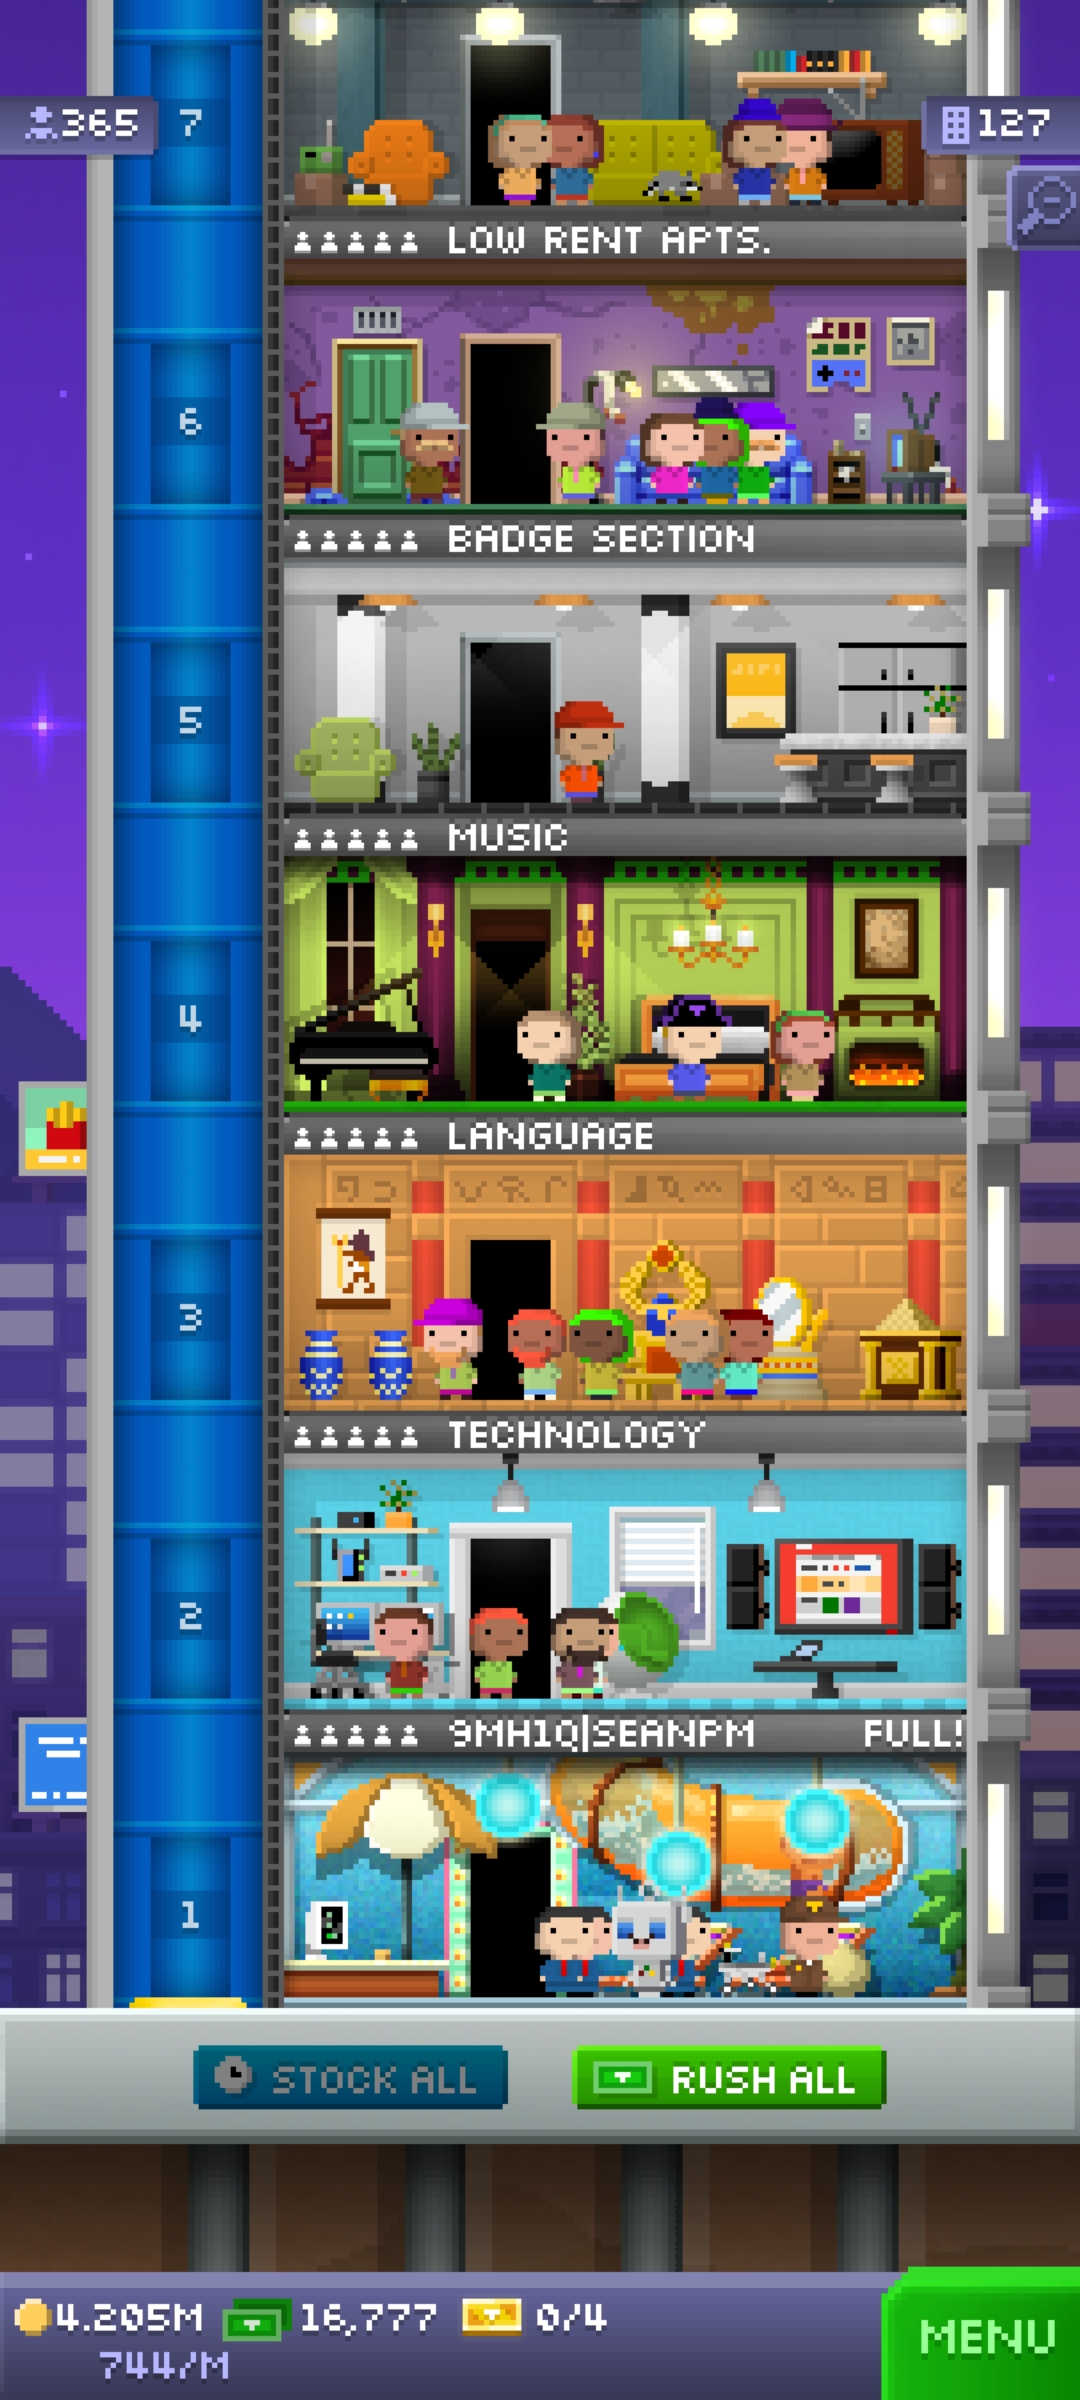 365
7
127
LOW RENT APTS.
6
BADGE SECTION
5
MUSIC
4
LANGUAGE
3
TECHNOLOGY
2
9MH1Q|SEANPM FULL!
1
STOCK ALL
RUSH ALL
4.205M
16,777
0/4
744/M
MENU